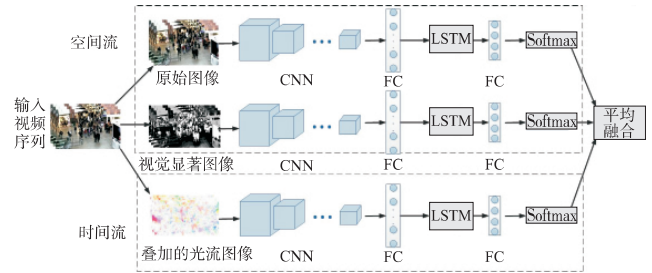 空间流
原始图像
CNN
FC
LSTM
FC
Softmax
输入
视频
序列
视觉显著图像
CNN
FC
LSTM
FC
Softmax
平均
融合
时间流
叠加的光流图像
CNN
FC
LSTM
FC
Softmax